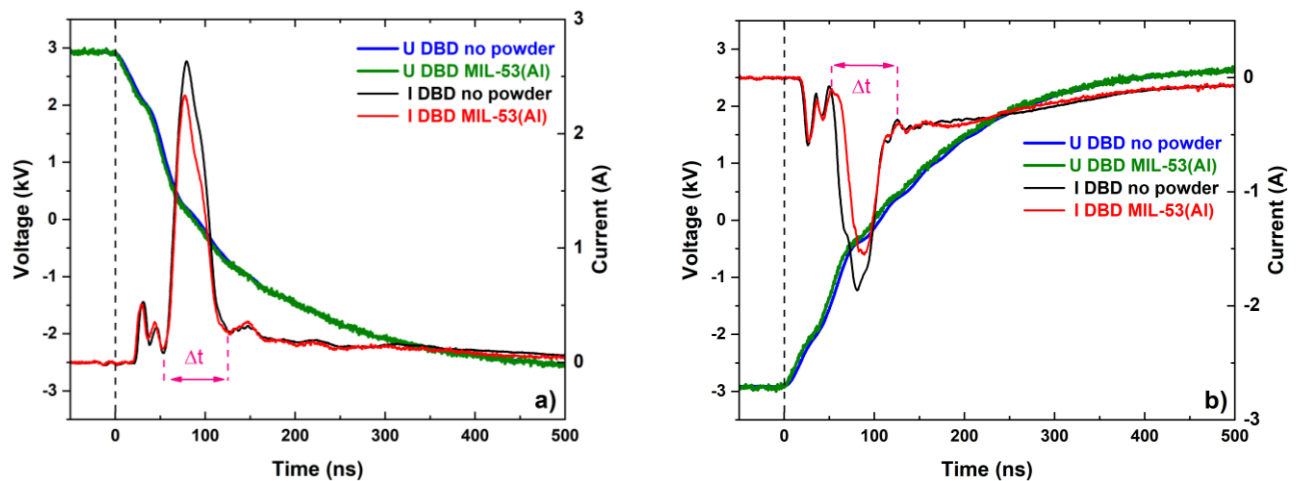 3
2
1
0
-1
-2
-3
Voltage (kV)
3
2
1
0
Current (A)
U DBD no powder
U DBD MIL-53(Al)
I DBD no powder
I DBD MIL-53(Al)
Δt
a)
0
100
200
300
400
500
Time (ns)
3
2
1
0
-1
-2
-3
Voltage (kV)
0
-1
-2
-3
Current (A)
Δt
U DBD no powder
U DBD MIL-53(Al)
I DBD no powder
I DBD MIL-53(Al)
b)
0
100
200
300
400
500
Time (ns)